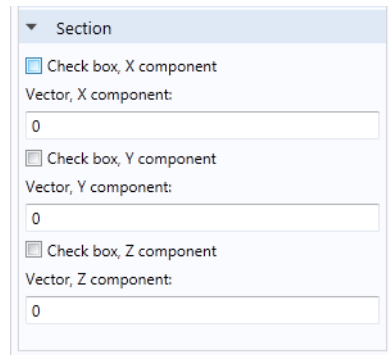 Section
Check box, X component
Vector, X component:
0
Check box, Y component
Vector, Y component:
0
Check box, Z component
Vector, Z component:
0